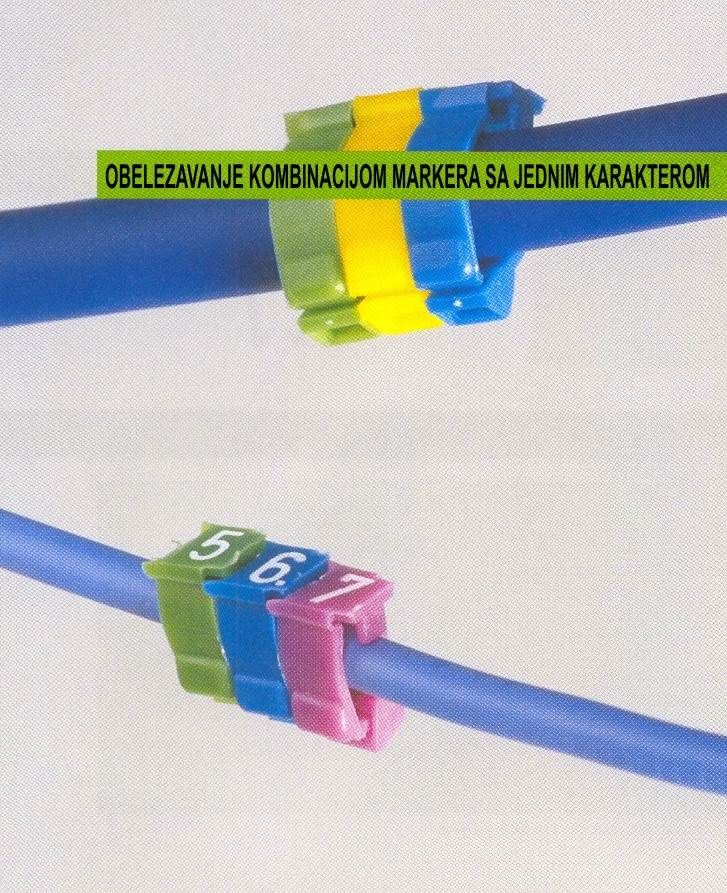 OBELEZAVANJE KOMBINACIJOM MARKERA SA JEDNIM KARAKTEROM
5
6.
7